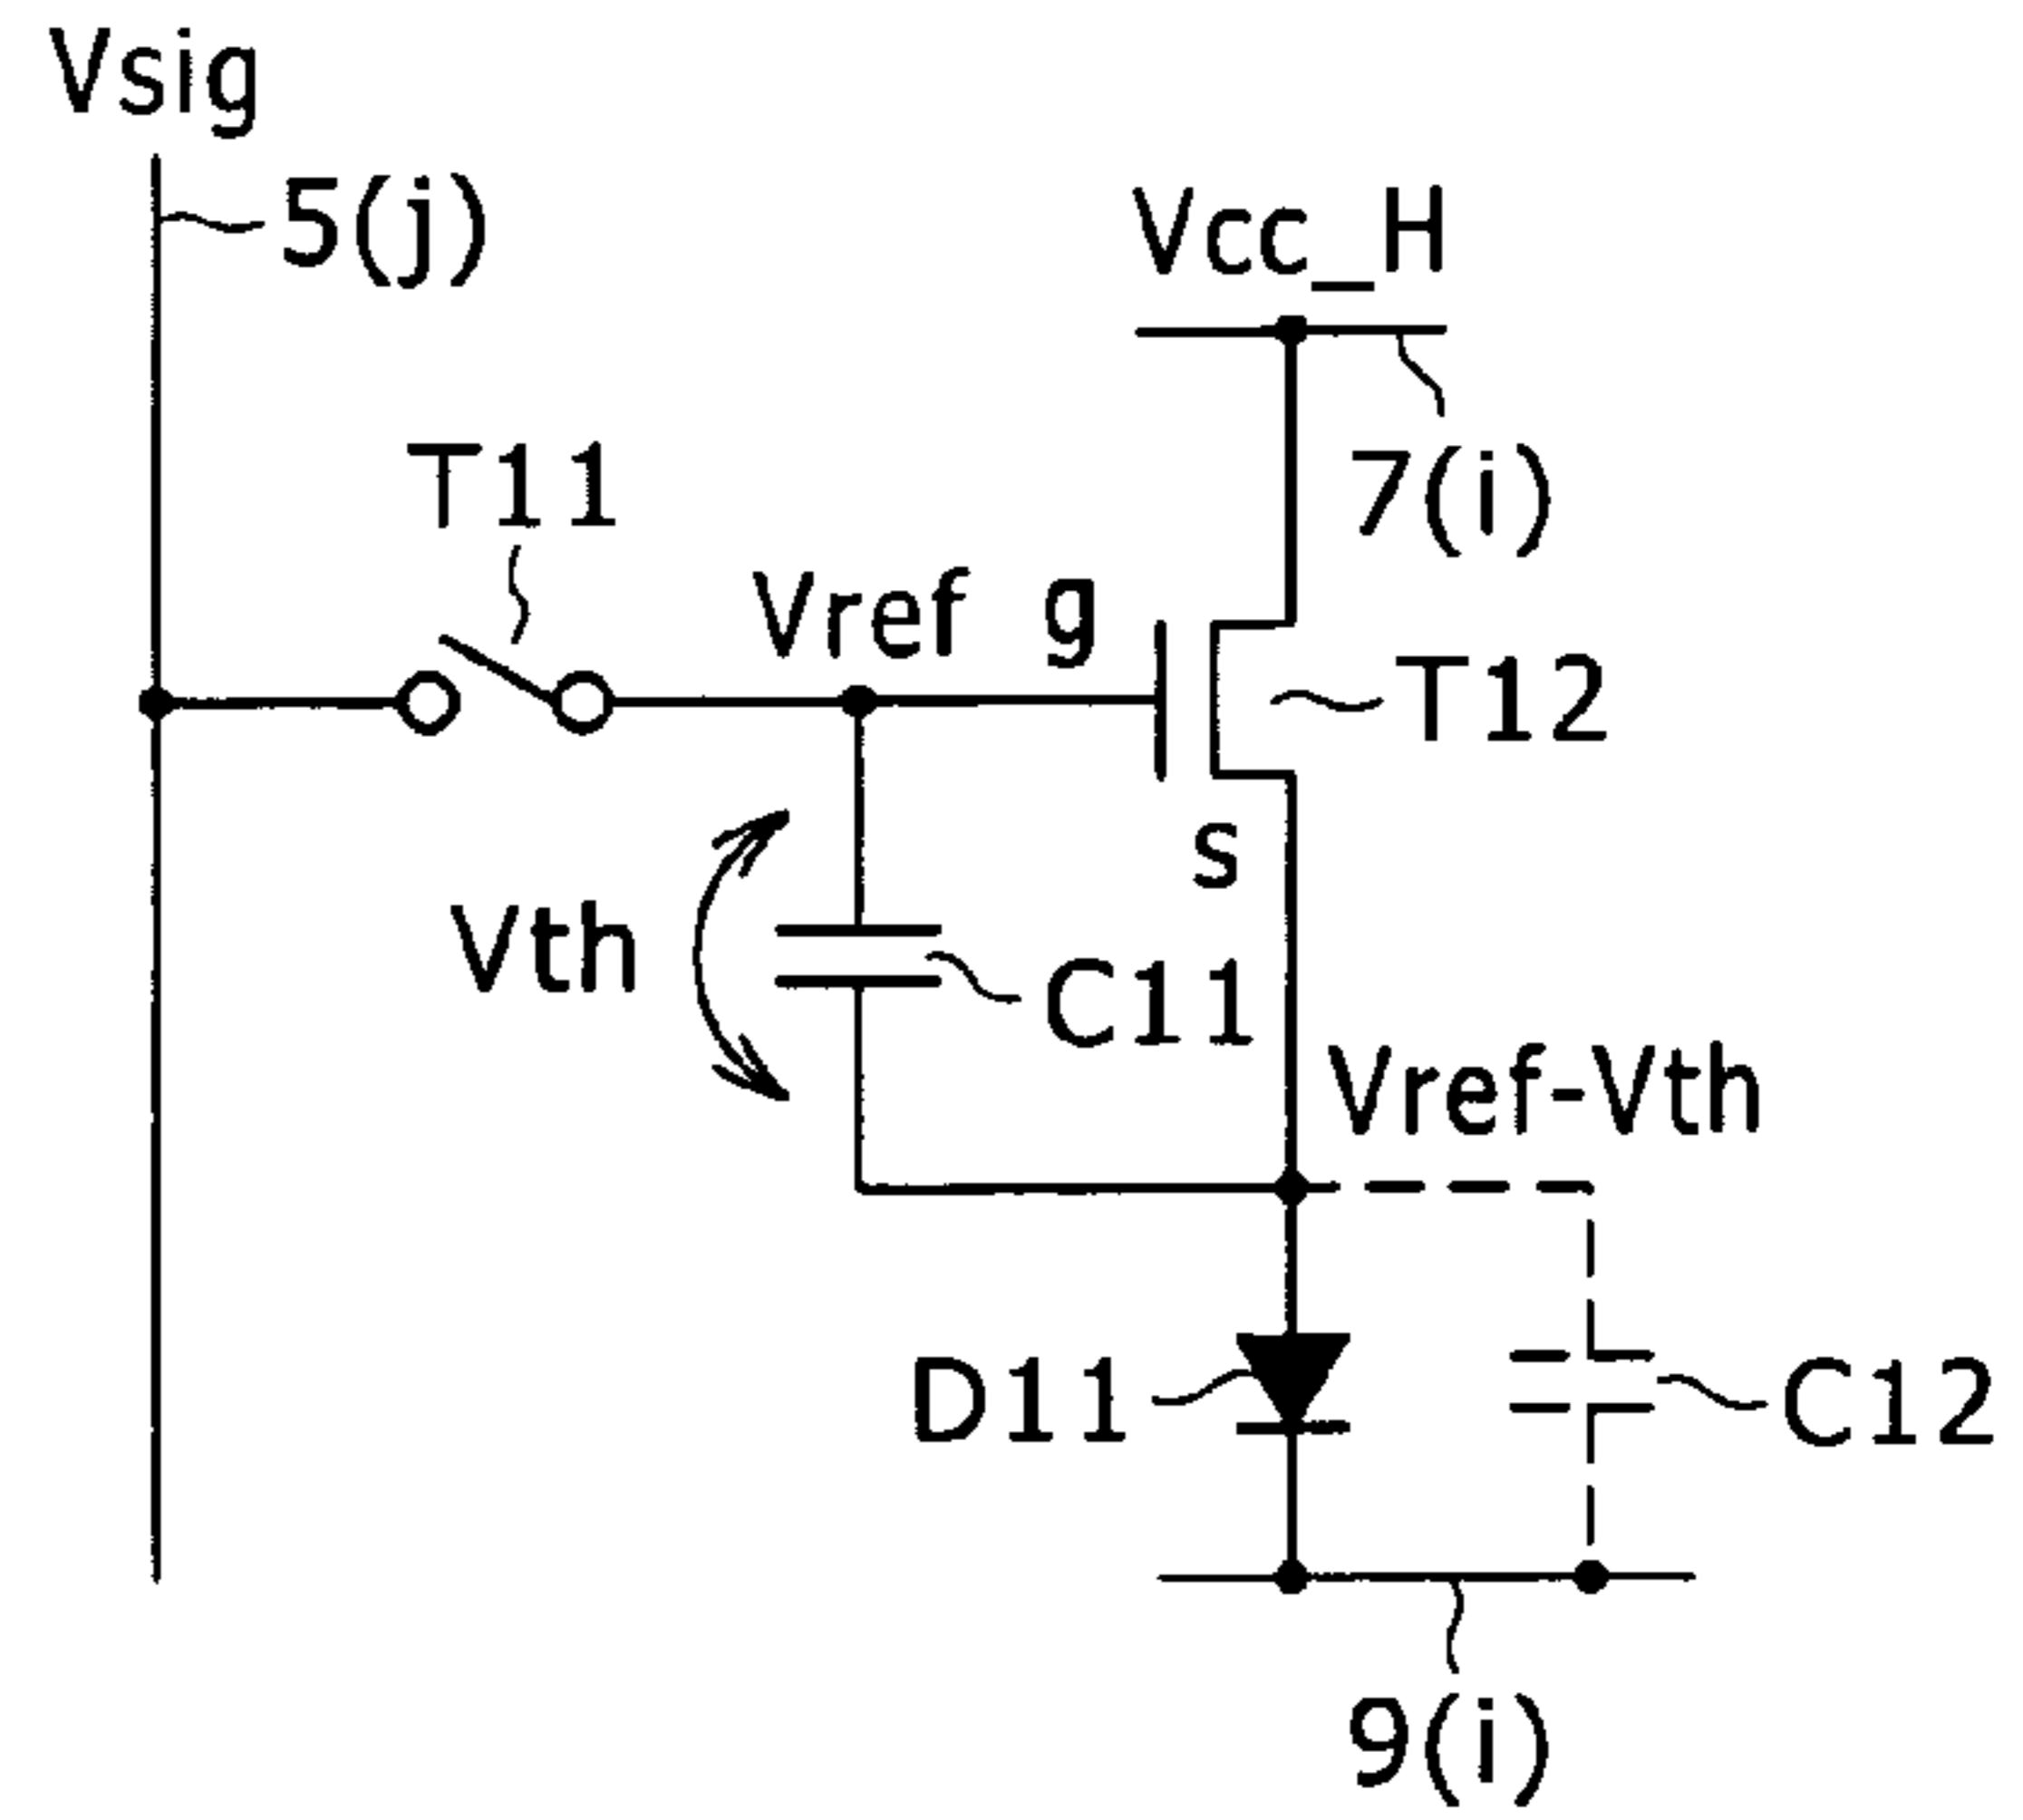 Vsig
5(j)
Vcc_H
7(i)
T11
Vref g
T12
s
Vth
C11
Vref-Vth
D11
C12
9(i)